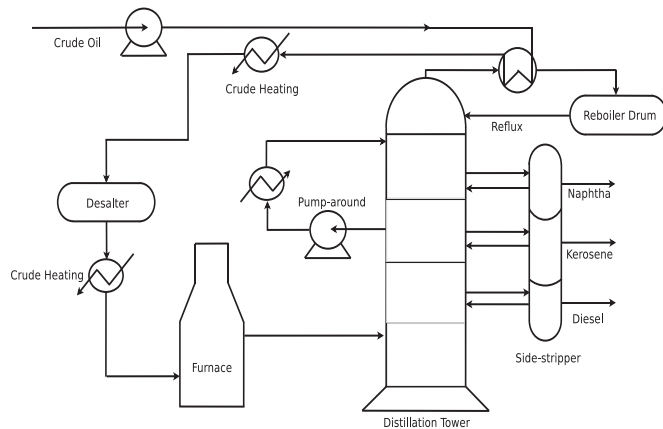 Crude Oil
Crude Heating
Reboiler Drum
Reflux
Desalter
Pump-around
Naphtha
Kerosene
Crude Heating
Diesel
Furnace
Side-stripper
Distillation Tower